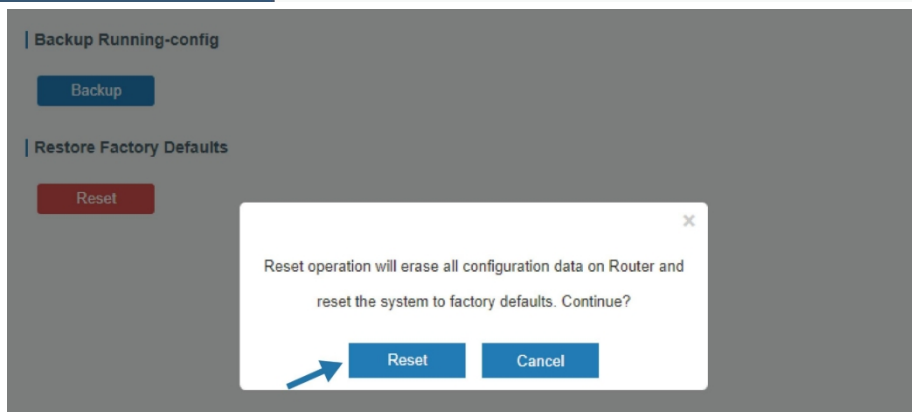 Backup Running-config
Backup
Restore Factory Defaults
Reset
×
Reset operation will erase all configuration data on Router and
reset the system to factory defaults. Continue?
Reset Cancel